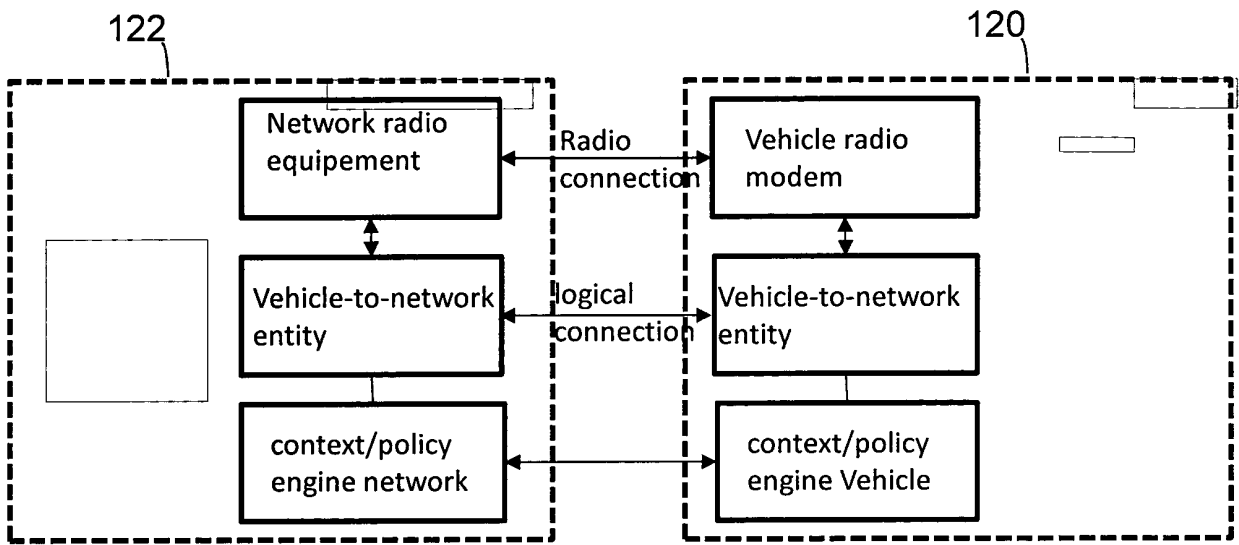 122
120
Network radio
equipement
Radio
connection
Vehicle radio
modem
Vehicle-to-network
entity
logical
connection
Vehicle-to-network
entity
context/policy
engine network
context/policy
engine Vehicle